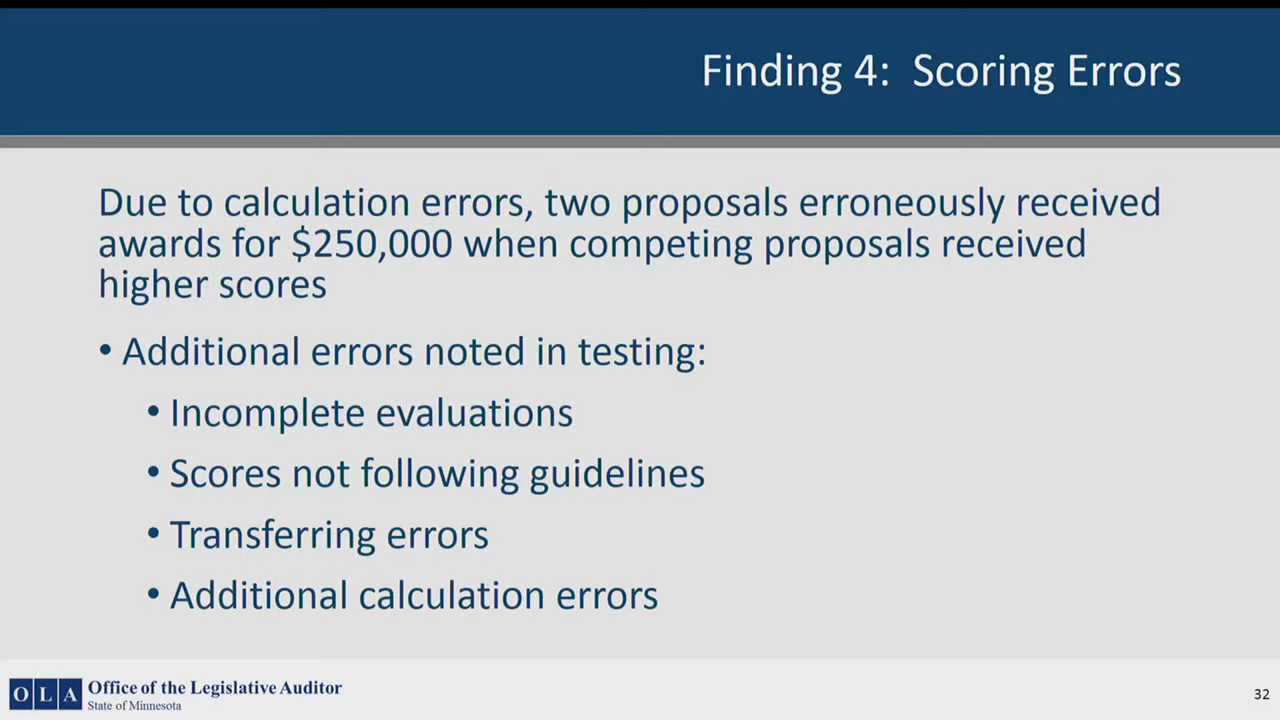 Finding 4: Scoring Errors
Due to calculation errors, two proposals erroneously received
awards for $250,000 when competing proposals received
higher scores
• Additional errors noted in testing:
• Incomplete evaluations
• Scores not following guidelines
• Transferring errors
• Additional calculation errors
OLA Office of the Legislative Auditor
State of Minnesota
32